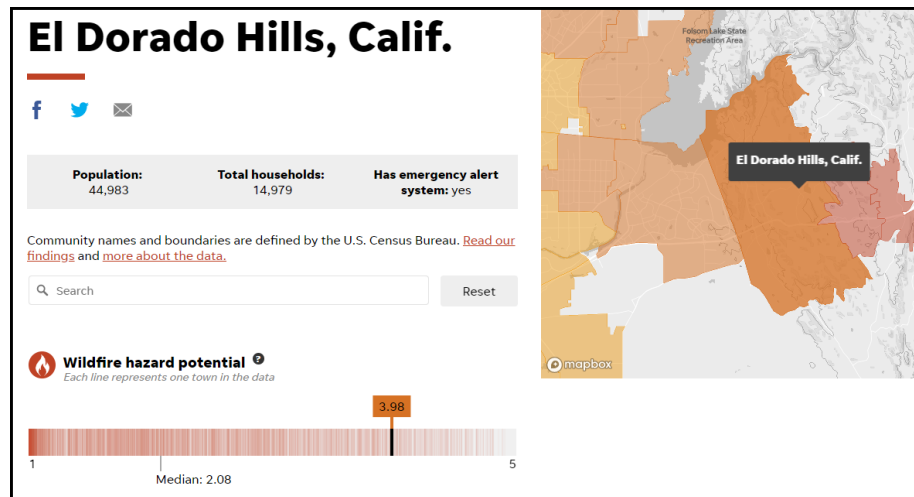 El Dorado Hills, Calif.
Population:
44,983
Total households:
14,979
Has emergency alert
system: yes
Community names and boundaries are defined by the U.S. Census Bureau. Read our
findings and more about the data.
Search
Reset
Wildfire hazard potential ?
Each line represents one town in the data
3.98
1
5
Median: 2.08
Folsom Lake State
Recreation Area
El Dorado Hills, Calif.
mapbox